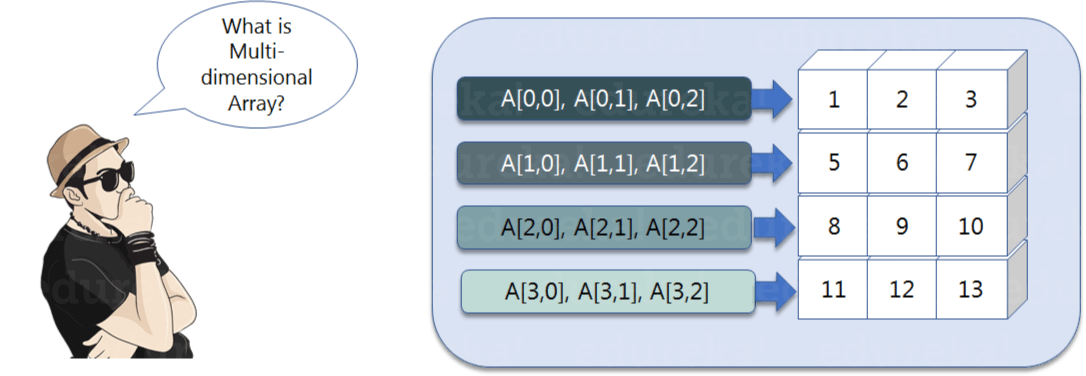 What is
Multi-
dimensional
Array?
A[0,0], A[0,1], A[0,2]
1 2 3
A[1,0], A[1,1], A[1,2]
5 6 7
A[2,0], A[2,1], A[2,2]
8 9 10
A[3,0], A[3,1], A[3,2]
11 12 13